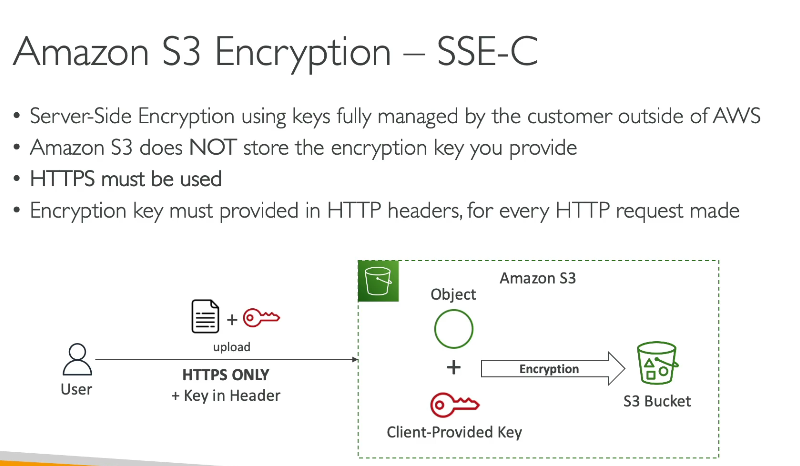 Amazon S3 Encryption – SSE-C
• Server-Side Encryption using keys fully managed by the customer outside of AWS
• Amazon S3 does NOT store the encryption key you provide
• HTTPS must be used
• Encryption key must provided in HTTP headers, for every HTTP request made
Amazon S3
Object
+
upload
User
HTTPS ONLY
+ Key in Header
+
Encryption
S3 Bucket
Client-Provided Key